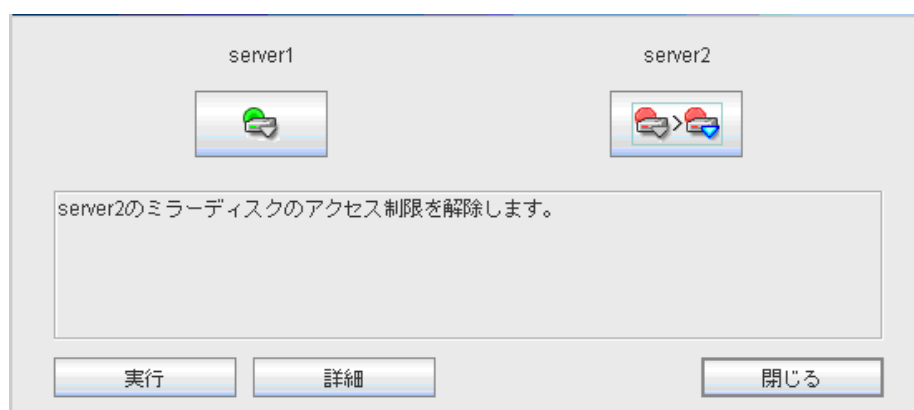 server1
server2
>
server2のミラーディスクのアクセス制限を解除します。
実行
詳細
閉じる